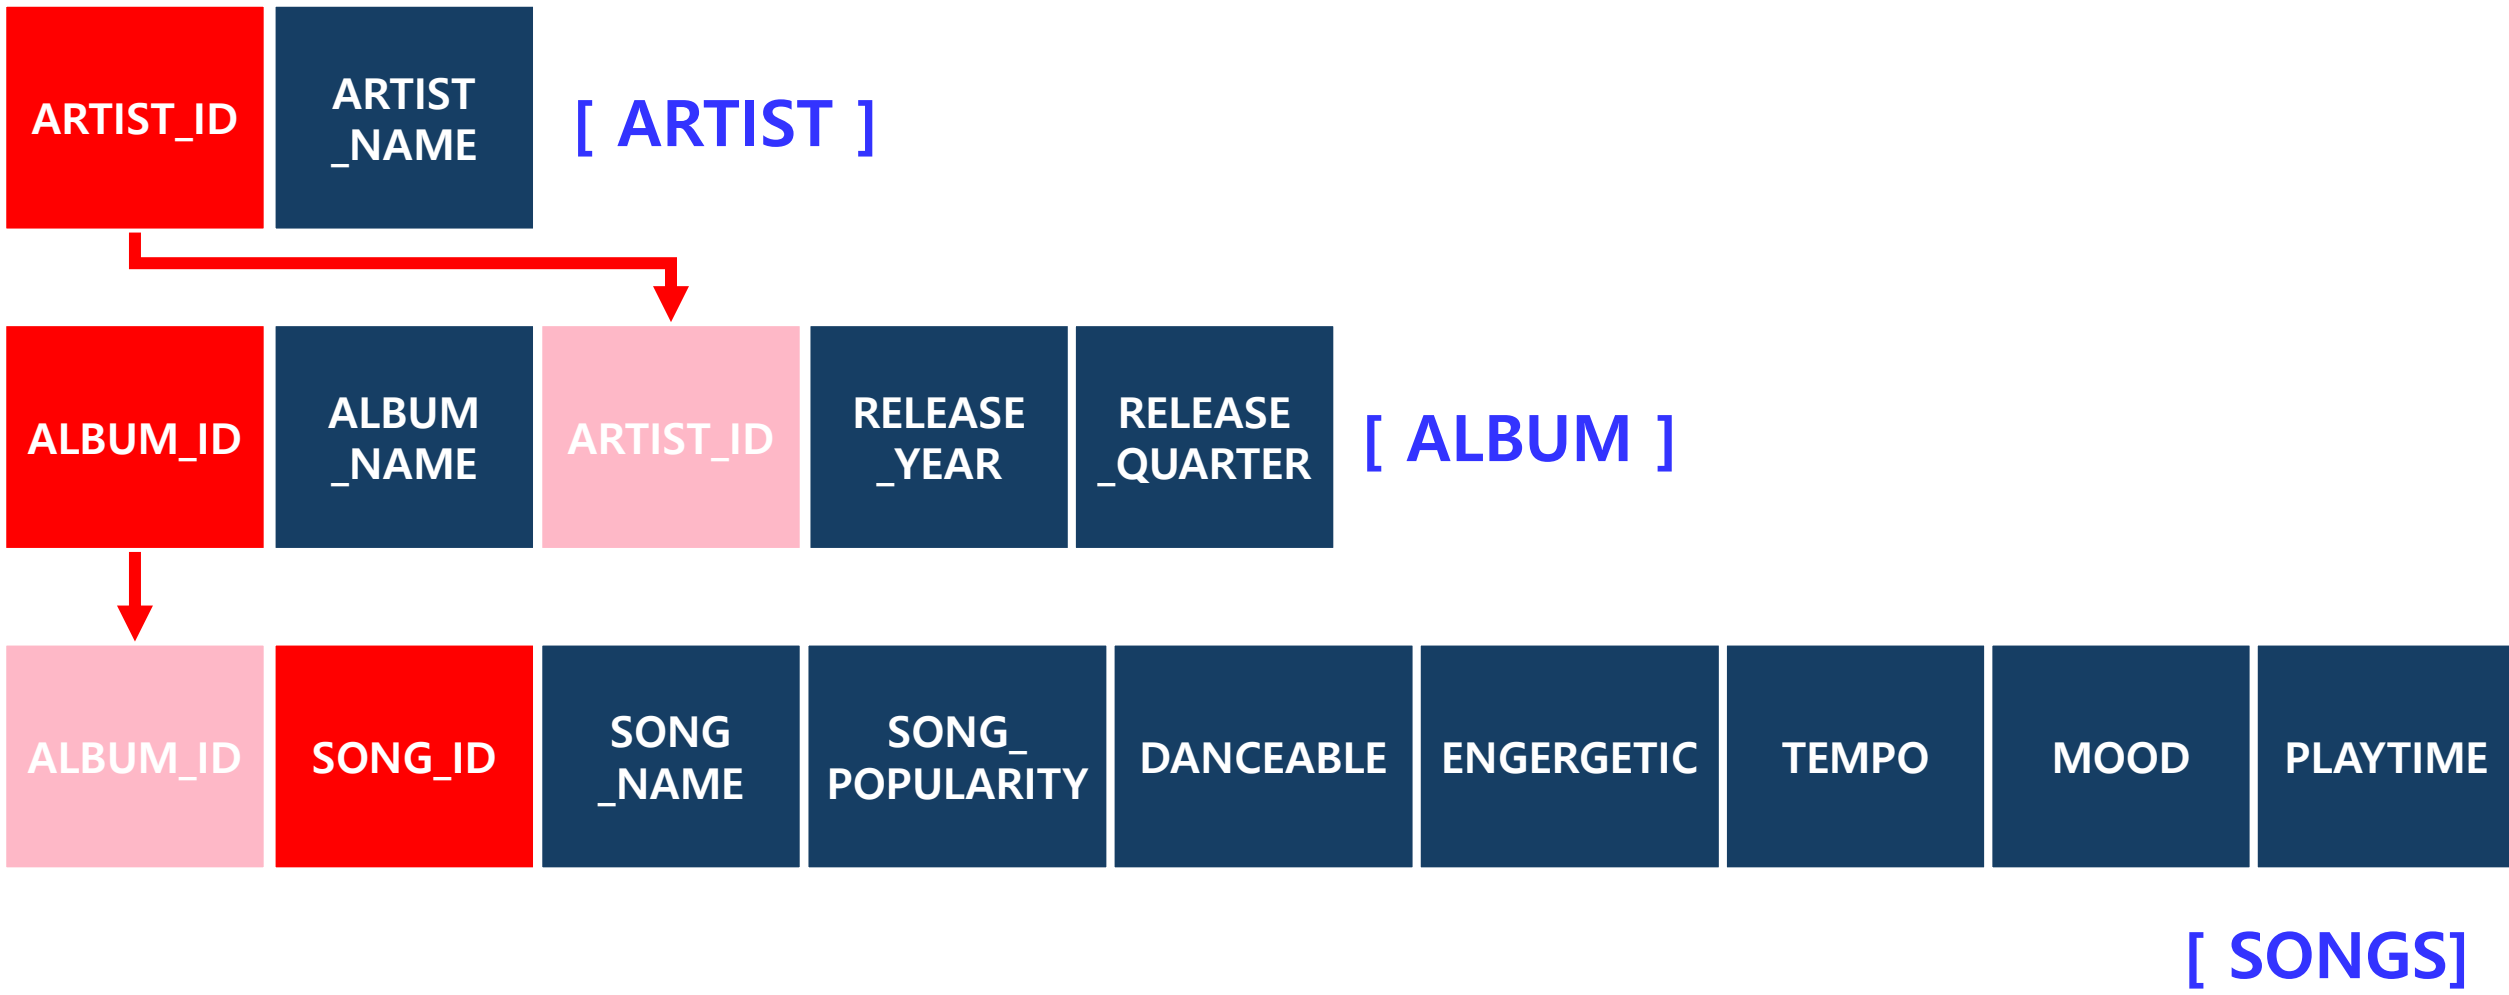 ARTIST_ID
ARTIST
_NAME
[ ARTIST ]
ALBUM_ID
ALBUM
_NAME
ARTIST_ID
RELEASE
_YEAR
RELEASE
_QUARTER
[ ALBUM ]
ALBUM_ID
SONG_ID
SONG
_NAME
SONG_
POPULARITY
DANCEABLE
ENGERGETIC
TEMPO
MOOD
PLAYTIME
[ SONGS]